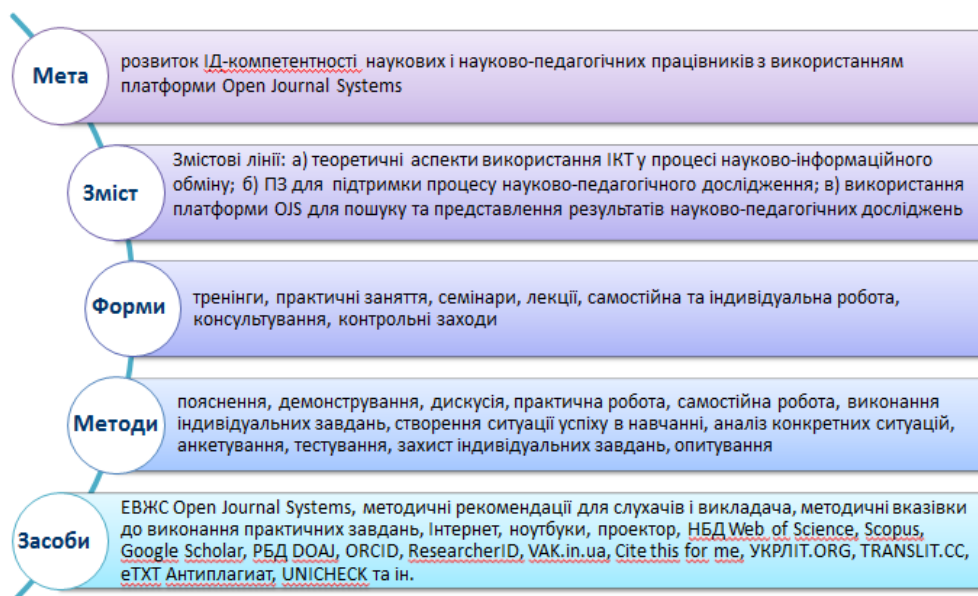 Мета
розвиток ІД-компетентності наукових і науково-педагогічних працівників з використанням
платформи Open Journal Systems
Зміст
Змістові лінії: а) теоретичні аспекти використання ІКТ у процесі науково-інформаційного
обміну; б) ПЗ для підтримки процесу науково-педагогічного дослідження; в) використання
платформи OJS для пошуку та представлення результатів науково-педагогічних досліджень
Форми
тренінги, практичні заняття, семінари, лекції, самостійна та індивідуальна робота,
консультування, контрольні заходи
Методи
пояснення, демонстрування, дискусія, практична робота, самостійна робота, виконання
індивідуальних завдань, створення ситуації успіху в навчанні, аналіз конкретних ситуацій,
анкетування, тестування, захист індивідуальних завдань, опитування
Засоби
ЕВЖС Open Journal Systems, методичні рекомендації для слухачів і викладача, методичні вказівки
до виконання практичних завдань, Інтернет, ноутбуки, проектор, НБД Web of Science, Scopus,
Google Scholar, РБД DOAJ, ORCID, ResearcherID, VAK.in.ua, Cite this for me, УКРЛІТ.ORG, TRANSLIT.CC,
eTXT Антиплагиат, UNICHECK та ін.